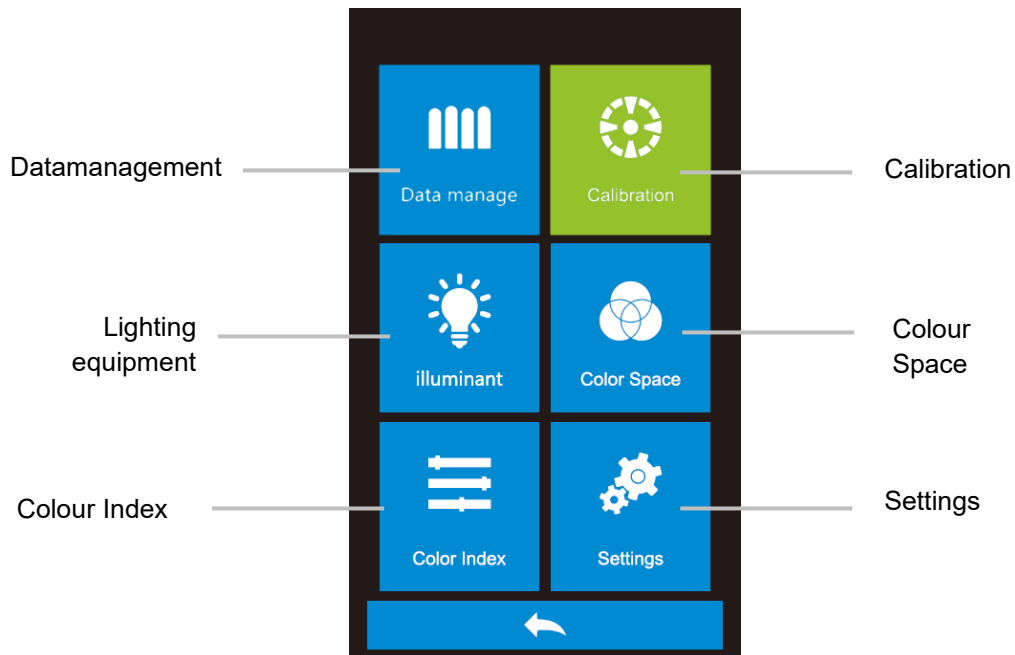 Datamanagement
Data manage
Calibration
Calibration
Lighting
equipment
illuminant
Color Space
Colour
Space
Colour Index
Color Index
Settings
Settings